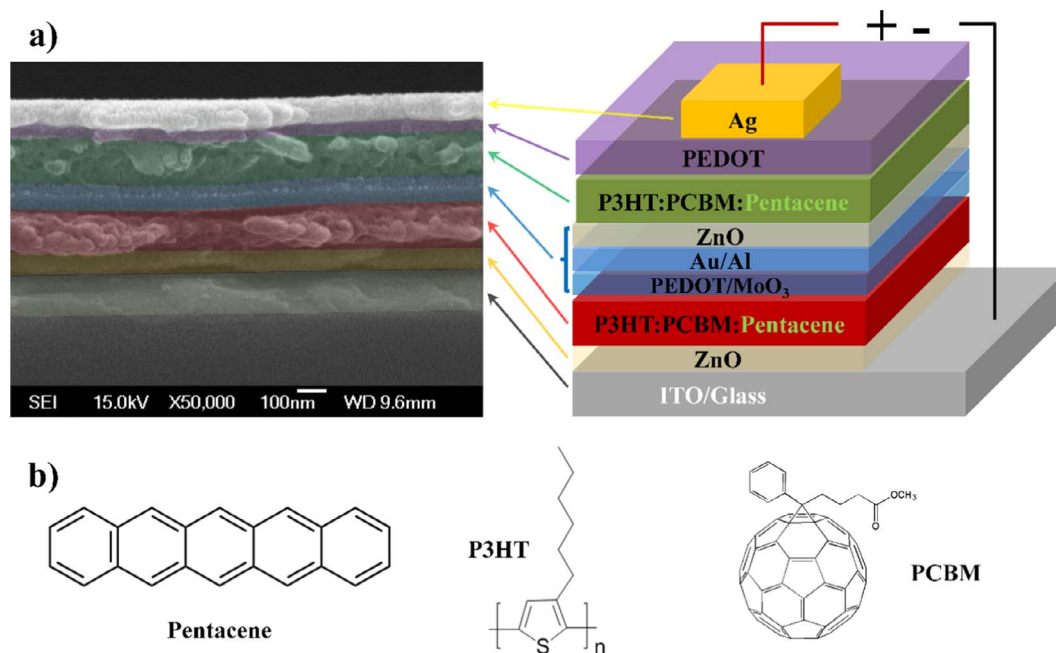 a)
+ -
Ag
PEDOT
P3HT:PCBM:Pentacene
ZnO
Au/Al
PEDOT/MoO₃
P3HT:PCBM:Pentacene
ZnO
ITO/Glass
SEI 15.0kV X50,000 100nm WD 9.6mm
b)
Pentacene
P3HT
S
n
OCH₃
O
PCBM